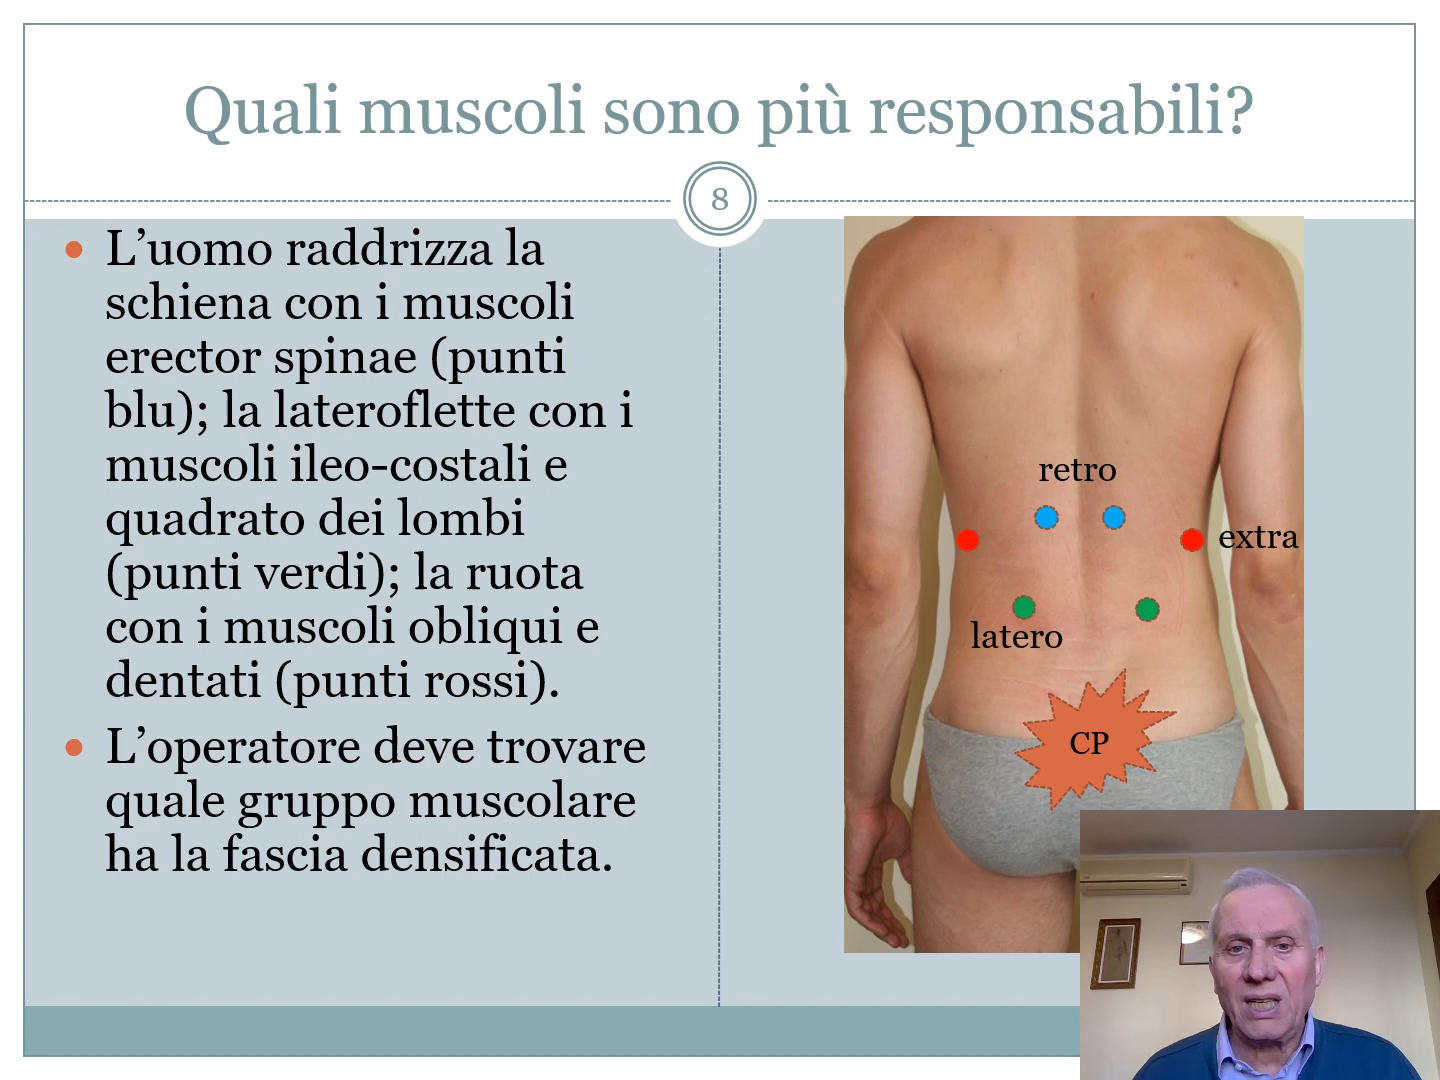 Quali muscoli sono più responsabili?
8
L’uomo raddrizza la
schiena con i muscoli
erector spinae (punti
blu); la lateroflette con i
muscoli ileo-costali e
quadrato dei lombi
(punti verdi); la ruota
con i muscoli obliqui e
dentati (punti rossi).
L’operatore deve trovare
quale gruppo muscolare
ha la fascia densificata.
retro
extra
latero
CP